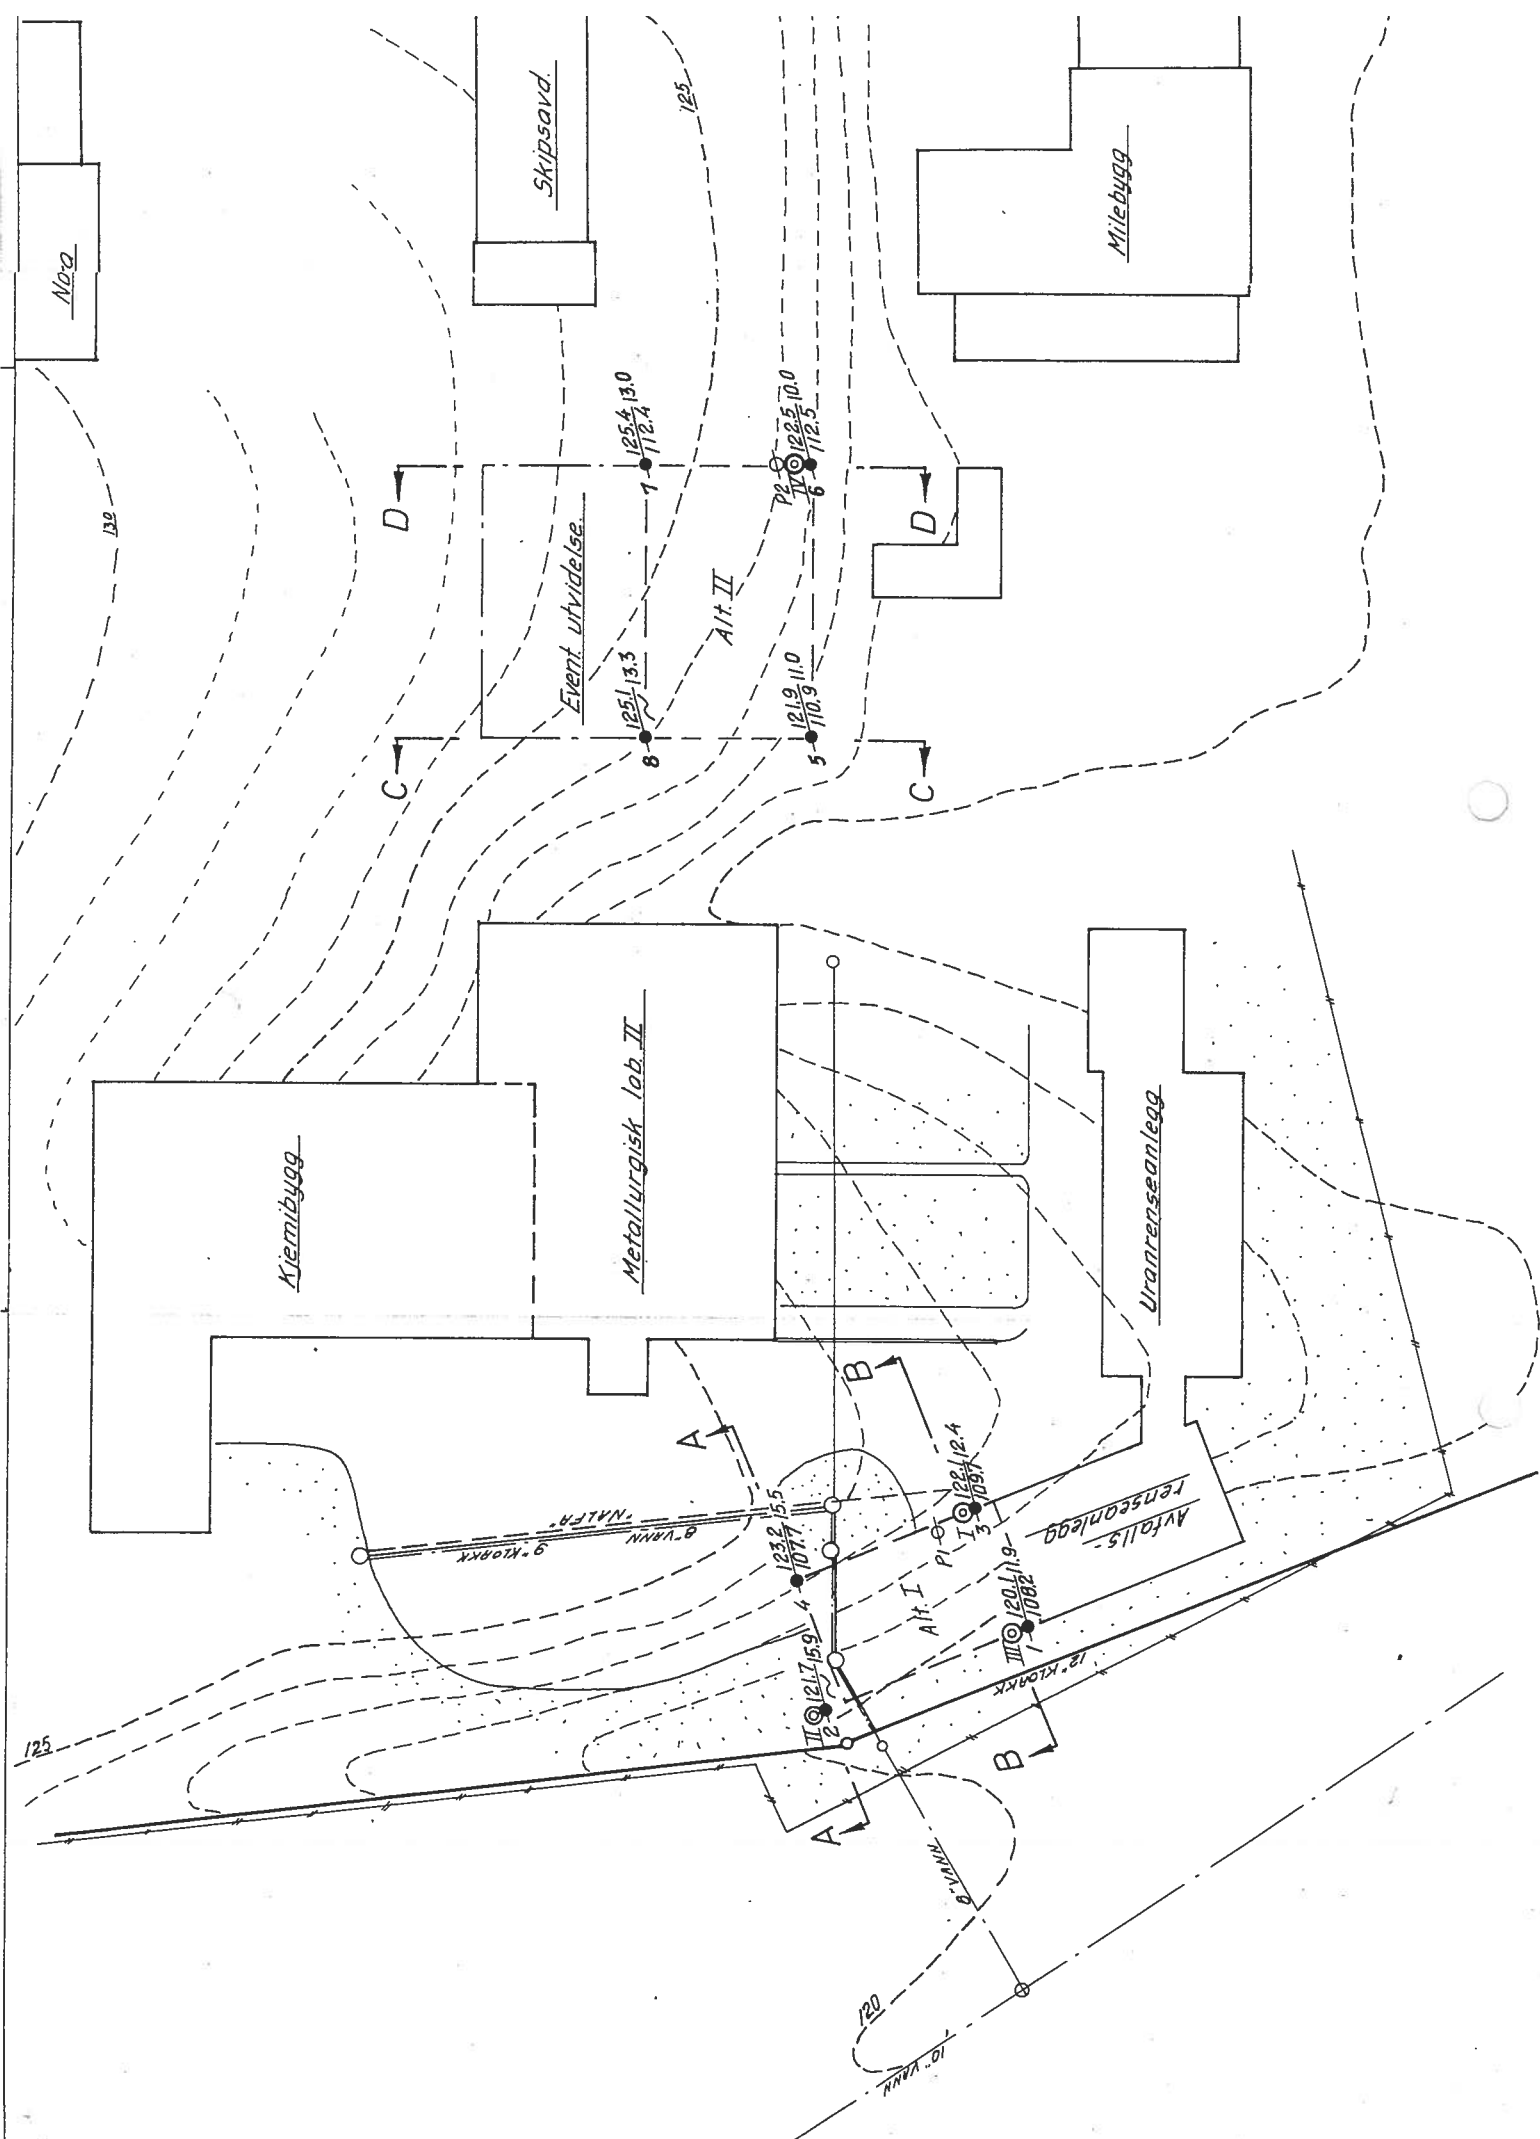 No-a
Skipsavd.
125
Milebygg
130
D
125.4
112.4
13.0
7
P2
IV
122.5
112.5
10.0
6
D
Event. utvidelse.
Alt. II
125.1
13.3
8
121.9
110.9
11.0
5
C
C
Kjemibygg
Metallurgisk lab. II
Uranrenseanlegg
A
B
"NALFA"
8" VANN
9" KLOAKK
123.2
107.7
15.5
4
P1
I
122.1
109.7
12.4
3
Avfalls-
renseanlegg
Alt. I
II
121.7
15.9
2
III
120.1
108.2
11.9
1
12" KLOAKK
125
A
B
8" VANN
120
10" VANN